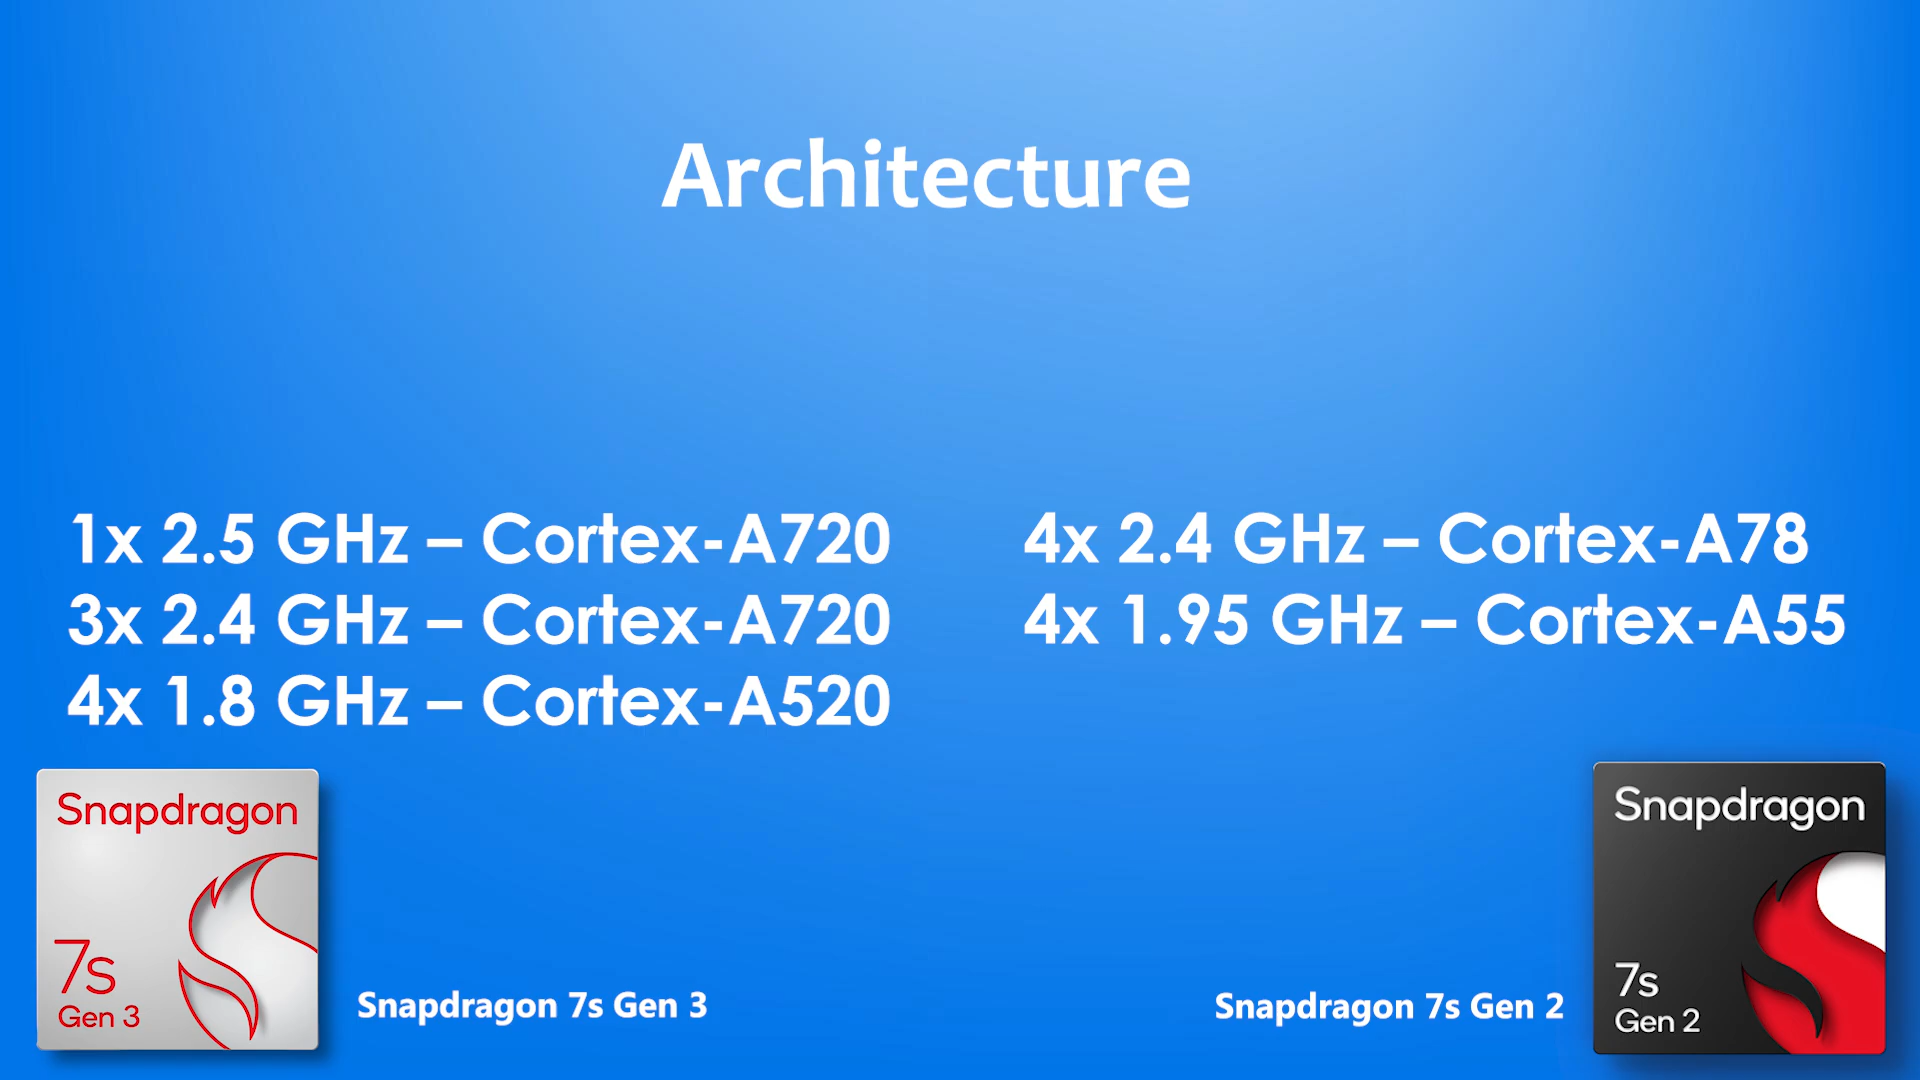 Architecture
1x 2.5 GHz – Cortex-A720
3x 2.4 GHz – Cortex-A720
4x 1.8 GHz – Cortex-A520
4x 2.4 GHz – Cortex-A78
4x 1.95 GHz – Cortex-A55
Snapdragon
7s
Gen 3
Snapdragon 7s Gen 3
Snapdragon 7s Gen 2
Snapdragon
7s
Gen 2